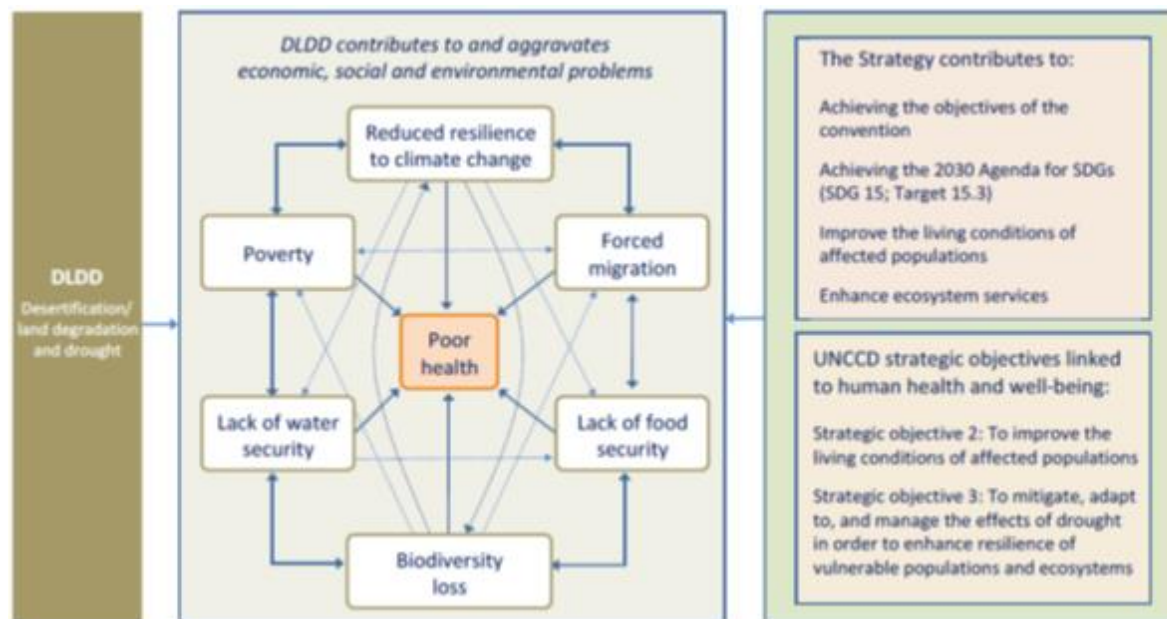 DLDD
Desertification/
land degradation
and drought
DLDD contributes to and aggravates
economic, social and environmental problems
Reduced resilience
to climate change
Poverty
Forced
migration
Poor
health
Lack of water
security
Lack of food
security
Biodiversity
loss
The Strategy contributes to:
Achieving the objectives of the
convention
Achieving the 2030 Agenda for SDGs
(SDG 15; Target 15.3)
Improve the living conditions of
affected populations
Enhance ecosystem services
UNCCD strategic objectives linked
to human health and well-being:
Strategic objective 2: To improve the
living conditions of affected populations
Strategic objective 3: To mitigate, adapt
to, and manage the effects of drought
in order to enhance resilience of
vulnerable populations and ecosystems